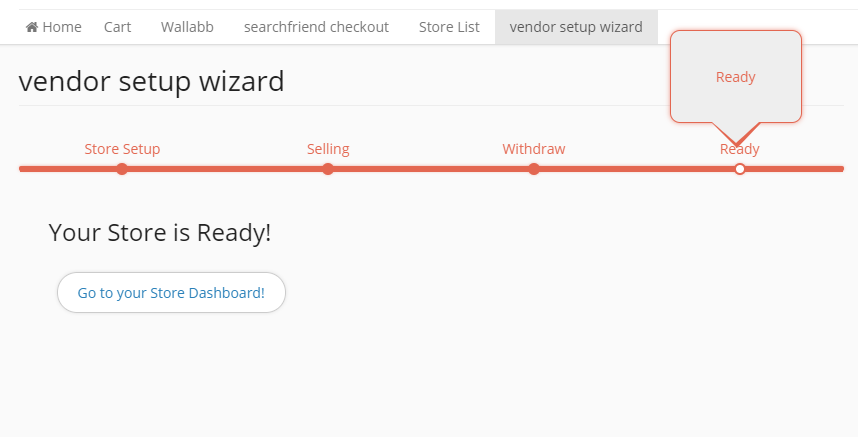 Home Cart Wallabb searchfriend checkout Store List vendor setup wizard
Ready
vendor setup wizard
Store Setup Selling Withdraw Ready
Your Store is Ready!
Go to your Store Dashboard!